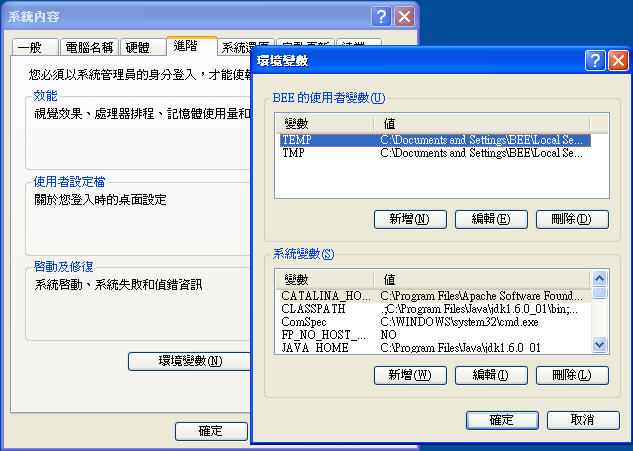 系統內容
一般 電腦名稱 硬體 進階
您必須以系統管理員的身分登入，才能使
效能
視覺效果、處理器排程、記憶體使用量和
使用者設定檔
關於您登入時的桌面設定
啟動及修復
系統啟動、系統失敗和偵錯資訊
環境變數(N)
確定
環境變數
BEE 的使用者變數(U)
變數 值
TEMP C:\Documents and Settings\BEE\Local Se...
TMP C:\Documents and Settings\BEE\Local Se...
新增(N) 編輯(E) 刪除(D)
系統變數(S)
變數 值
CATALINA_HO... C:\Program Files\Apache Software Found...
CLASSPATH .;C:\Program Files\Java\jdk1.6.0_01\bin;...
ComSpec C:\WINDOWS\system32\cmd.exe
FP_NO_HOST_... NO
JAVA_HOME C:\Program Files\Java\jdk1.6.0_01
新增(W) 編輯(I) 刪除(L)
確定 取消